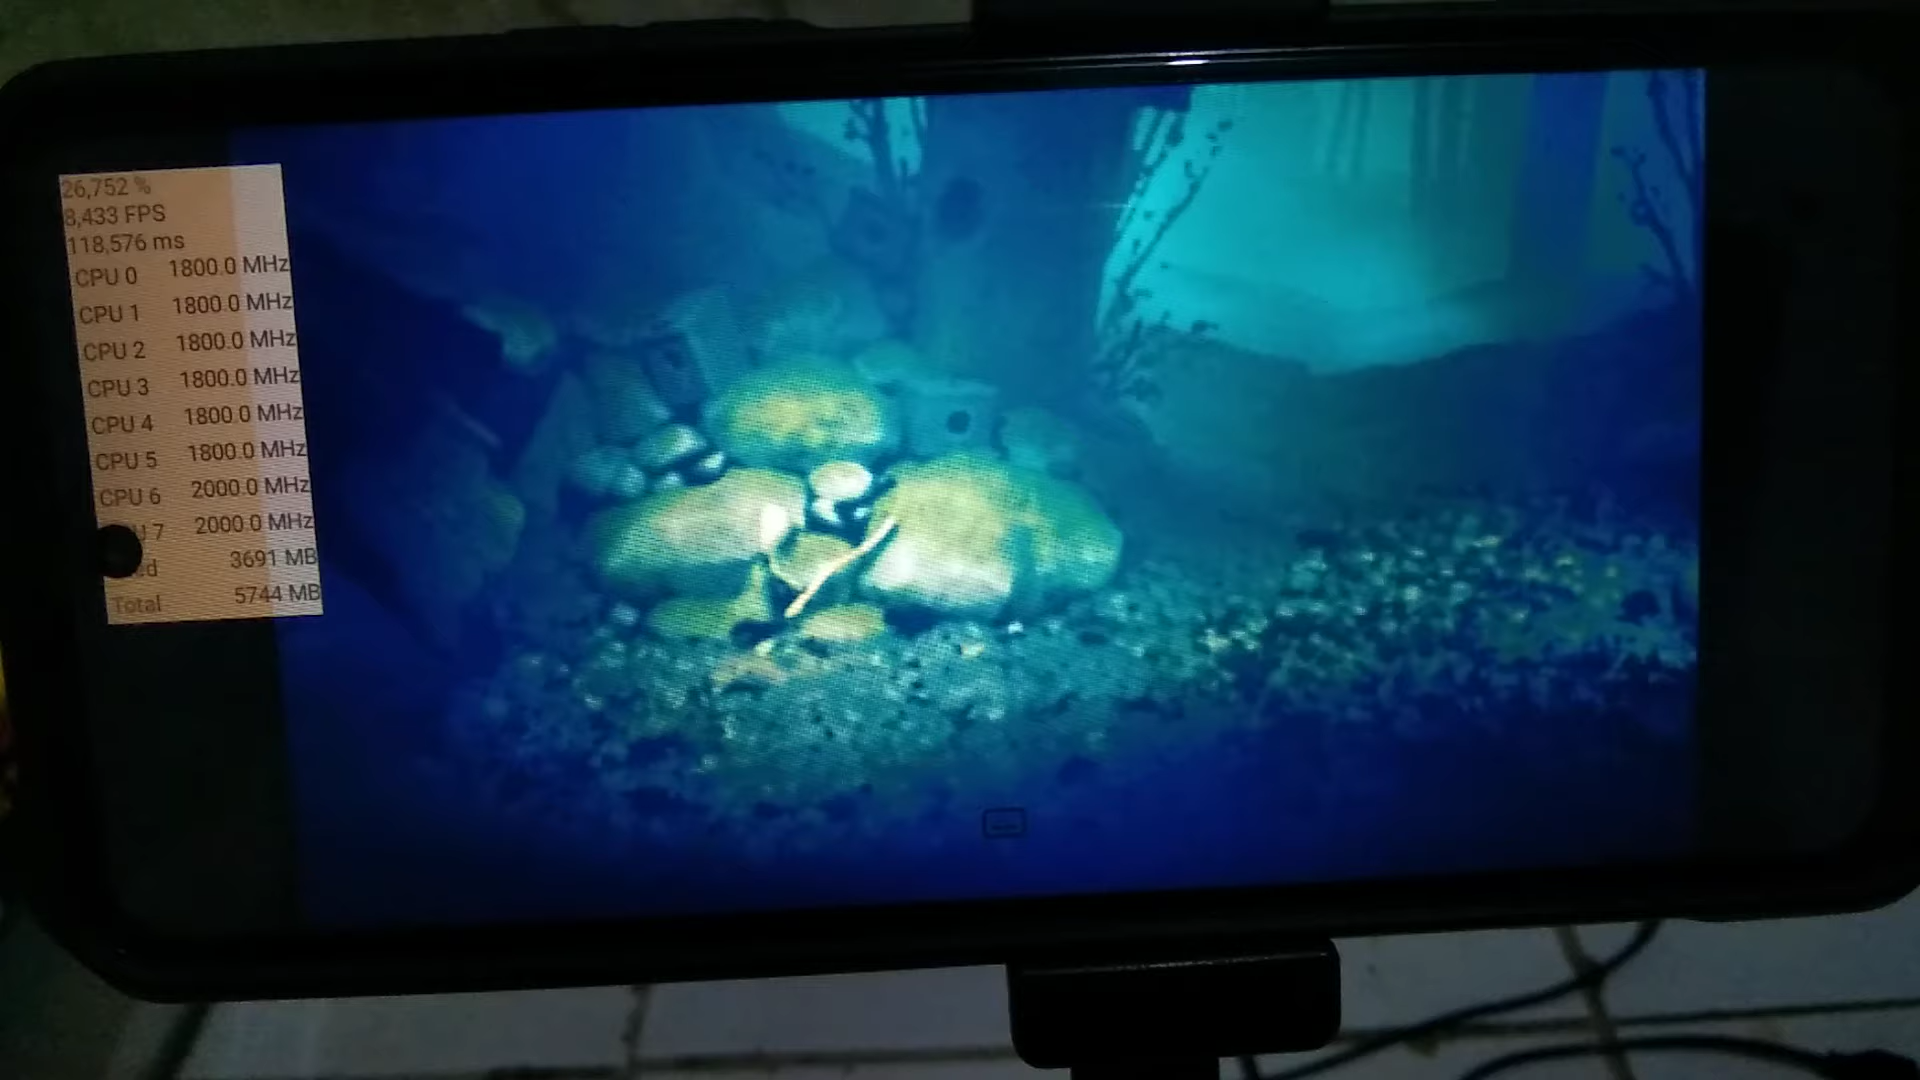 26,752 %
8,433 FPS
118,576 ms
CPU 0 1800.0 MHz
CPU 1 1800.0 MHz
CPU 2 1800.0 MHz
CPU 3 1800.0 MHz
CPU 4 1800.0 MHz
CPU 5 1800.0 MHz
CPU 6 2000.0 MHz
7 2000.0 MHz
3691 MB
Total 5744 MB